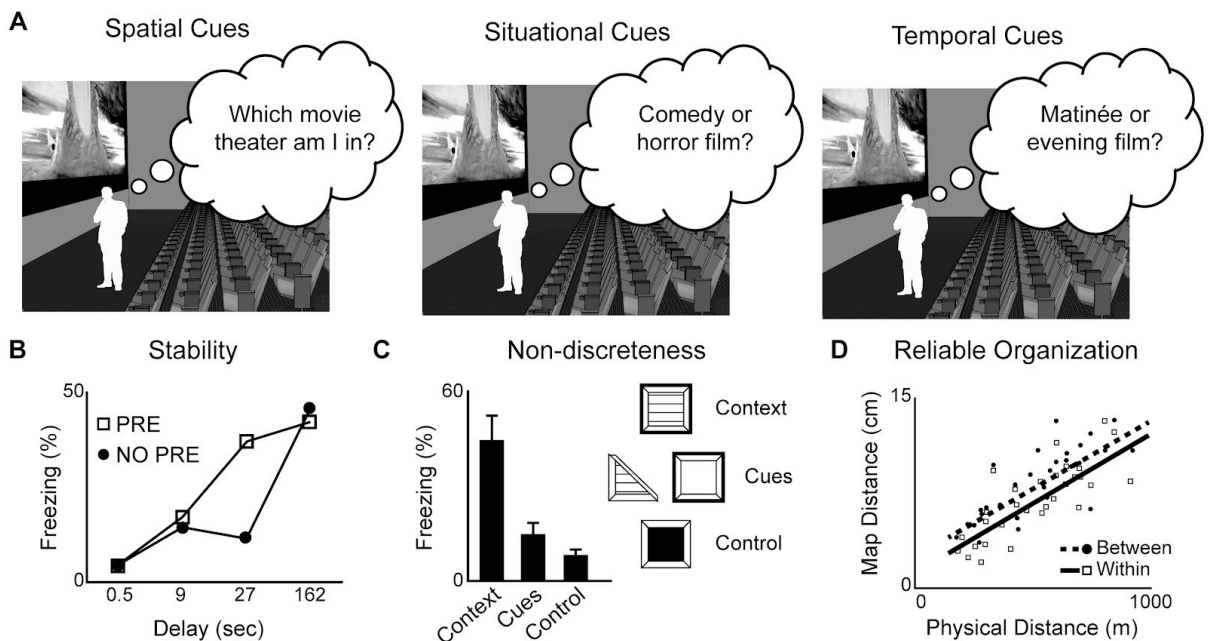 A
Spatial Cues
Situational Cues
Temporal Cues
Which movie
theater am I in?
Comedy or
horror film?
Matinée or
evening film?
B
Stability
50
PRE
NO PRE
Freezing (%)
0
0.5
9
27
162
Delay (sec)
C
Non-discreteness
60
Freezing (%)
0
Context
Cues
Control
Context
Cues
Control
D
Reliable Organization
15
Map Distance (cm)
Between
Within
0
0
1000
Physical Distance (m)